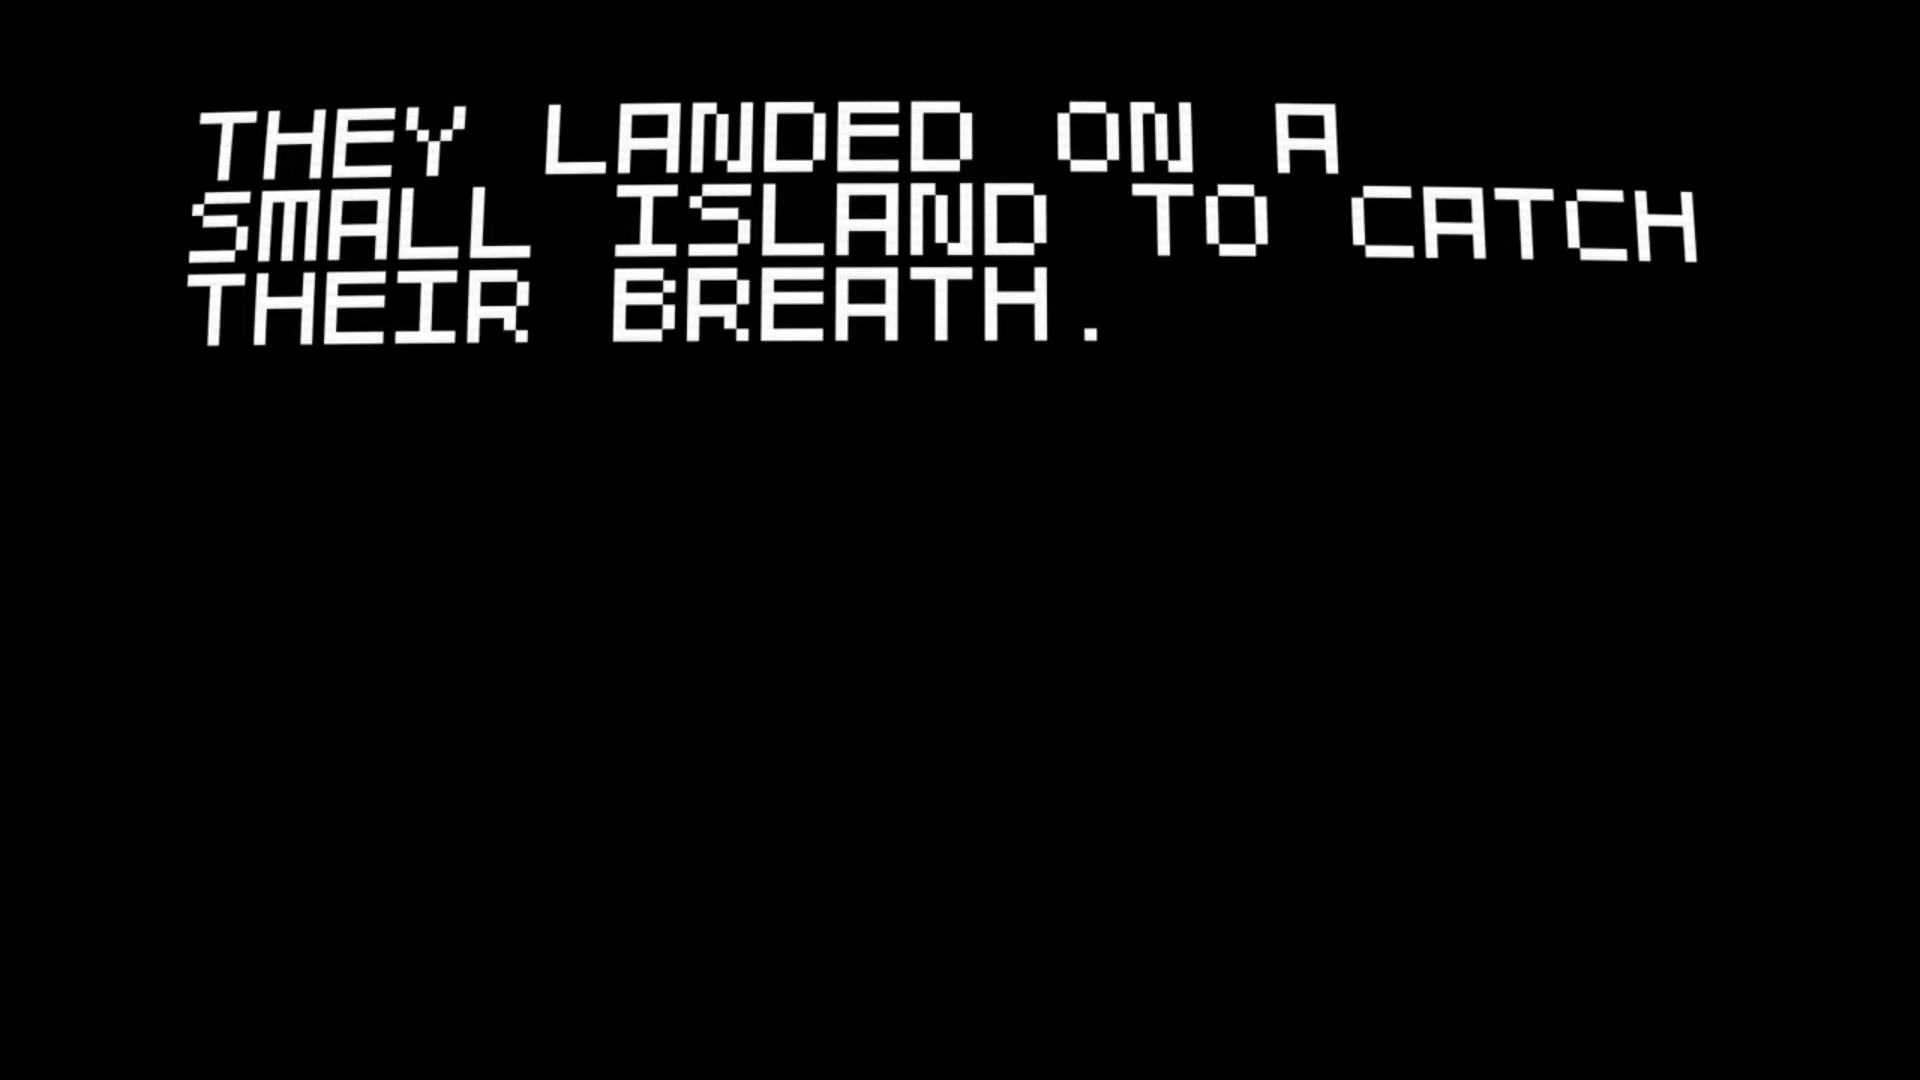 THEY LANDED ON A
SMALL ISLAND TO CATCH
THEIR BREATH.